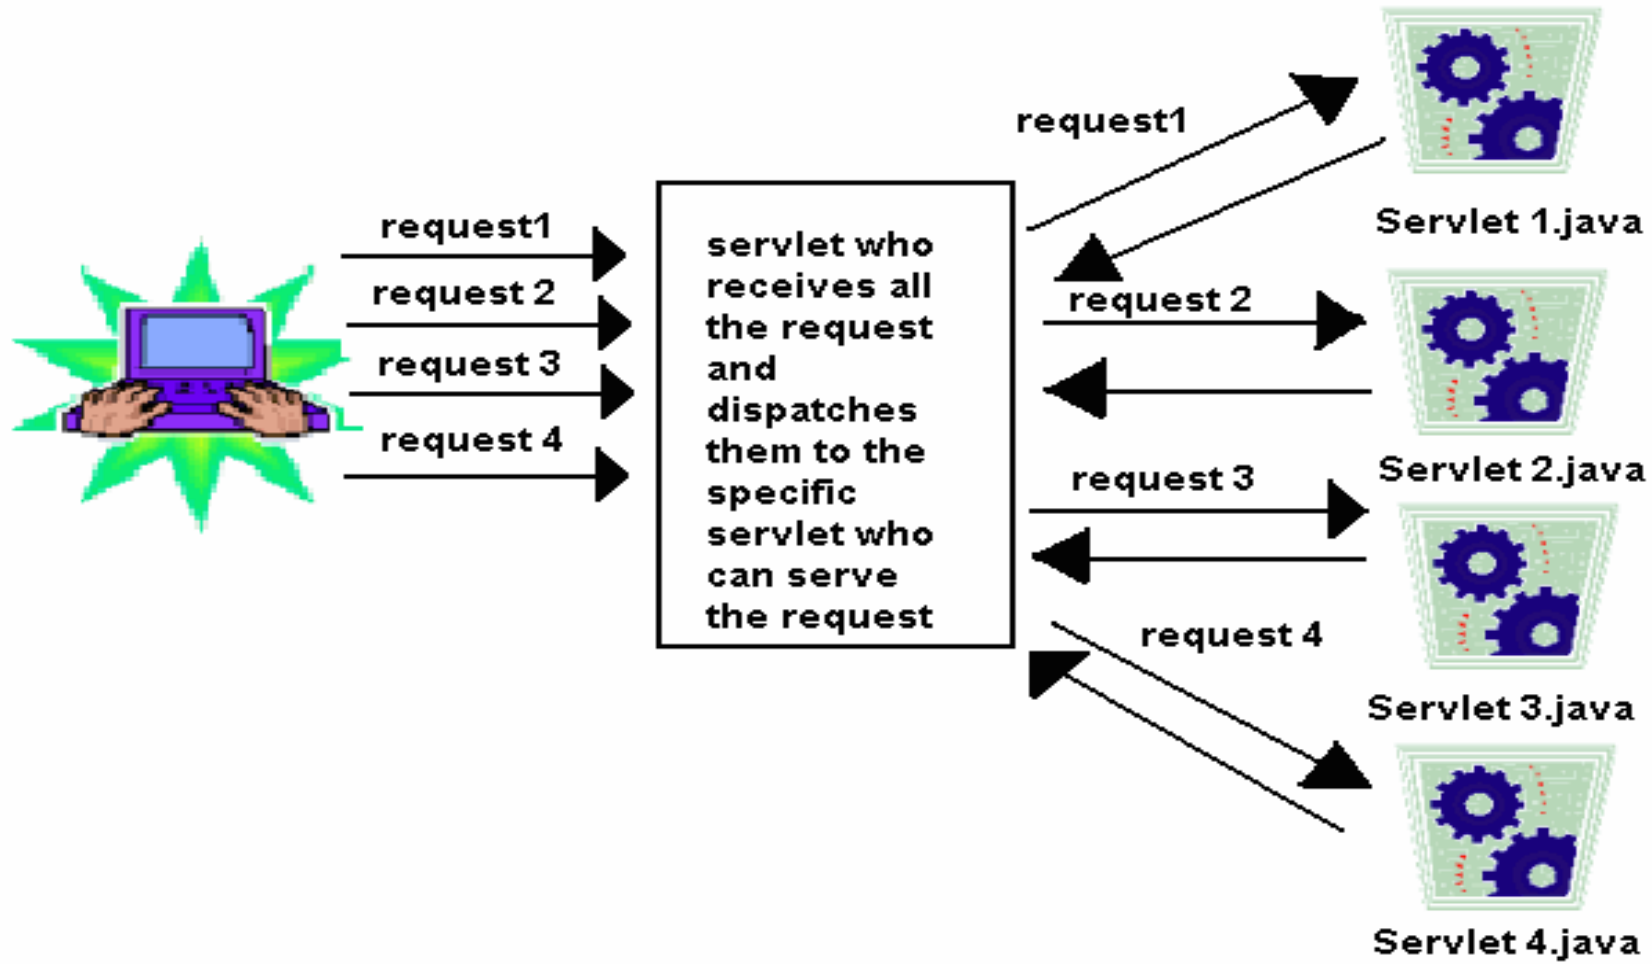 request1
request 2
request 3
request 4
servlet who
receives all
the request
and
dispatches
them to the
specific
servlet who
can serve
the request
request1
request 2
request 3
request 4
Servlet 1.java
Servlet 2.java
Servlet 3.java
Servlet 4.java